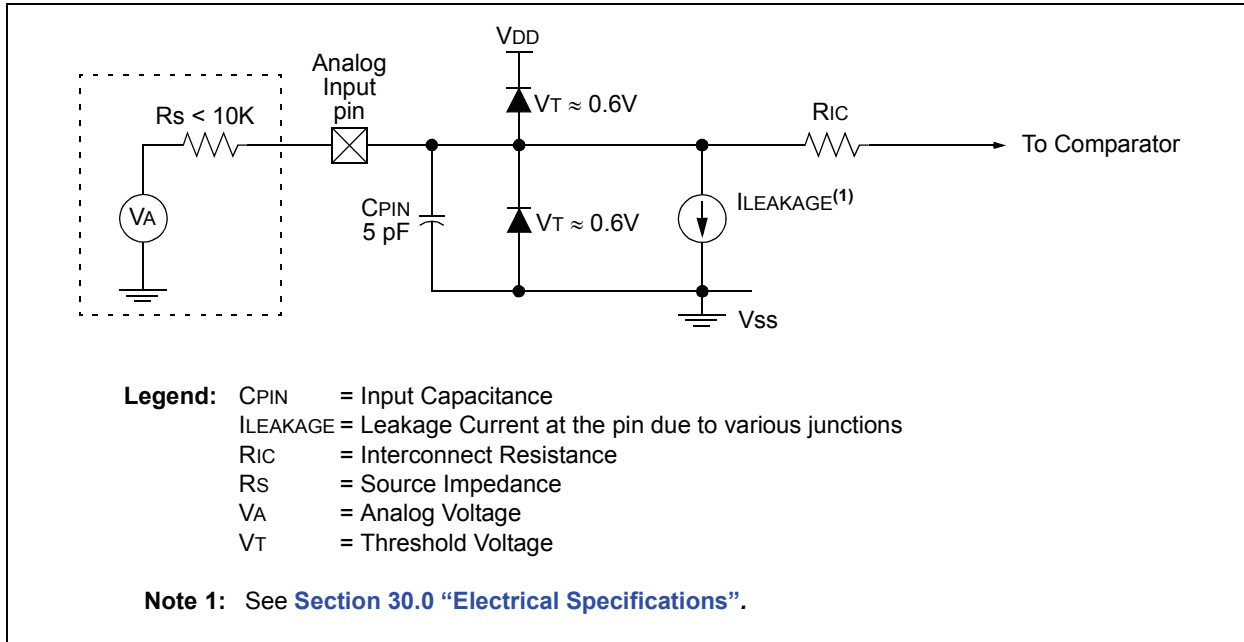 VDD
Analog
Input
pin
Rs < 10K
VT ≈ 0.6V
RIC
To Comparator
VA
CPIN
5 pF
VT ≈ 0.6V
ILEAKAGE(1)
Vss
Legend: CPIN = Input Capacitance
ILEAKAGE = Leakage Current at the pin due to various junctions
RIC = Interconnect Resistance
RS = Source Impedance
VA = Analog Voltage
VT = Threshold Voltage
Note 1: See Section 30.0 “Electrical Specifications”.